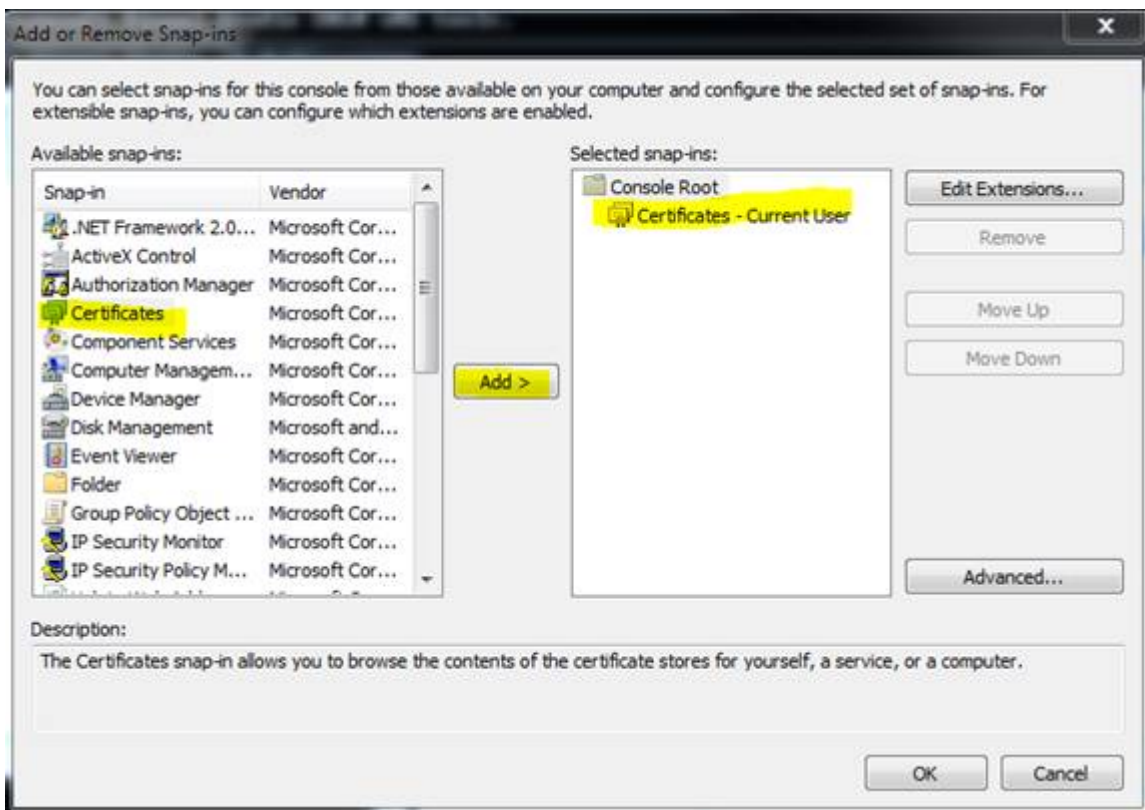 Add or Remove Snap-ins
You can select snap-ins for this console from those available on your computer and configure the selected set of snap-ins. For
extensible snap-ins, you can configure which extensions are enabled.
Available snap-ins:
Snap-in Vendor
.NET Framework 2.0... Microsoft Cor...
ActiveX Control Microsoft Cor...
Authorization Manager Microsoft Cor...
Certificates Microsoft Cor...
Component Services Microsoft Cor...
Computer Managem... Microsoft Cor...
Device Manager Microsoft Cor...
Disk Management Microsoft and...
Event Viewer Microsoft Cor...
Folder Microsoft Cor...
Group Policy Object ... Microsoft Cor...
IP Security Monitor Microsoft Cor...
IP Security Policy M... Microsoft Cor...
Add >
Selected snap-ins:
Console Root
Certificates - Current User
Edit Extensions...
Remove
Move Up
Move Down
Advanced...
Description:
The Certificates snap-in allows you to browse the contents of the certificate stores for yourself, a service, or a computer.
OK Cancel